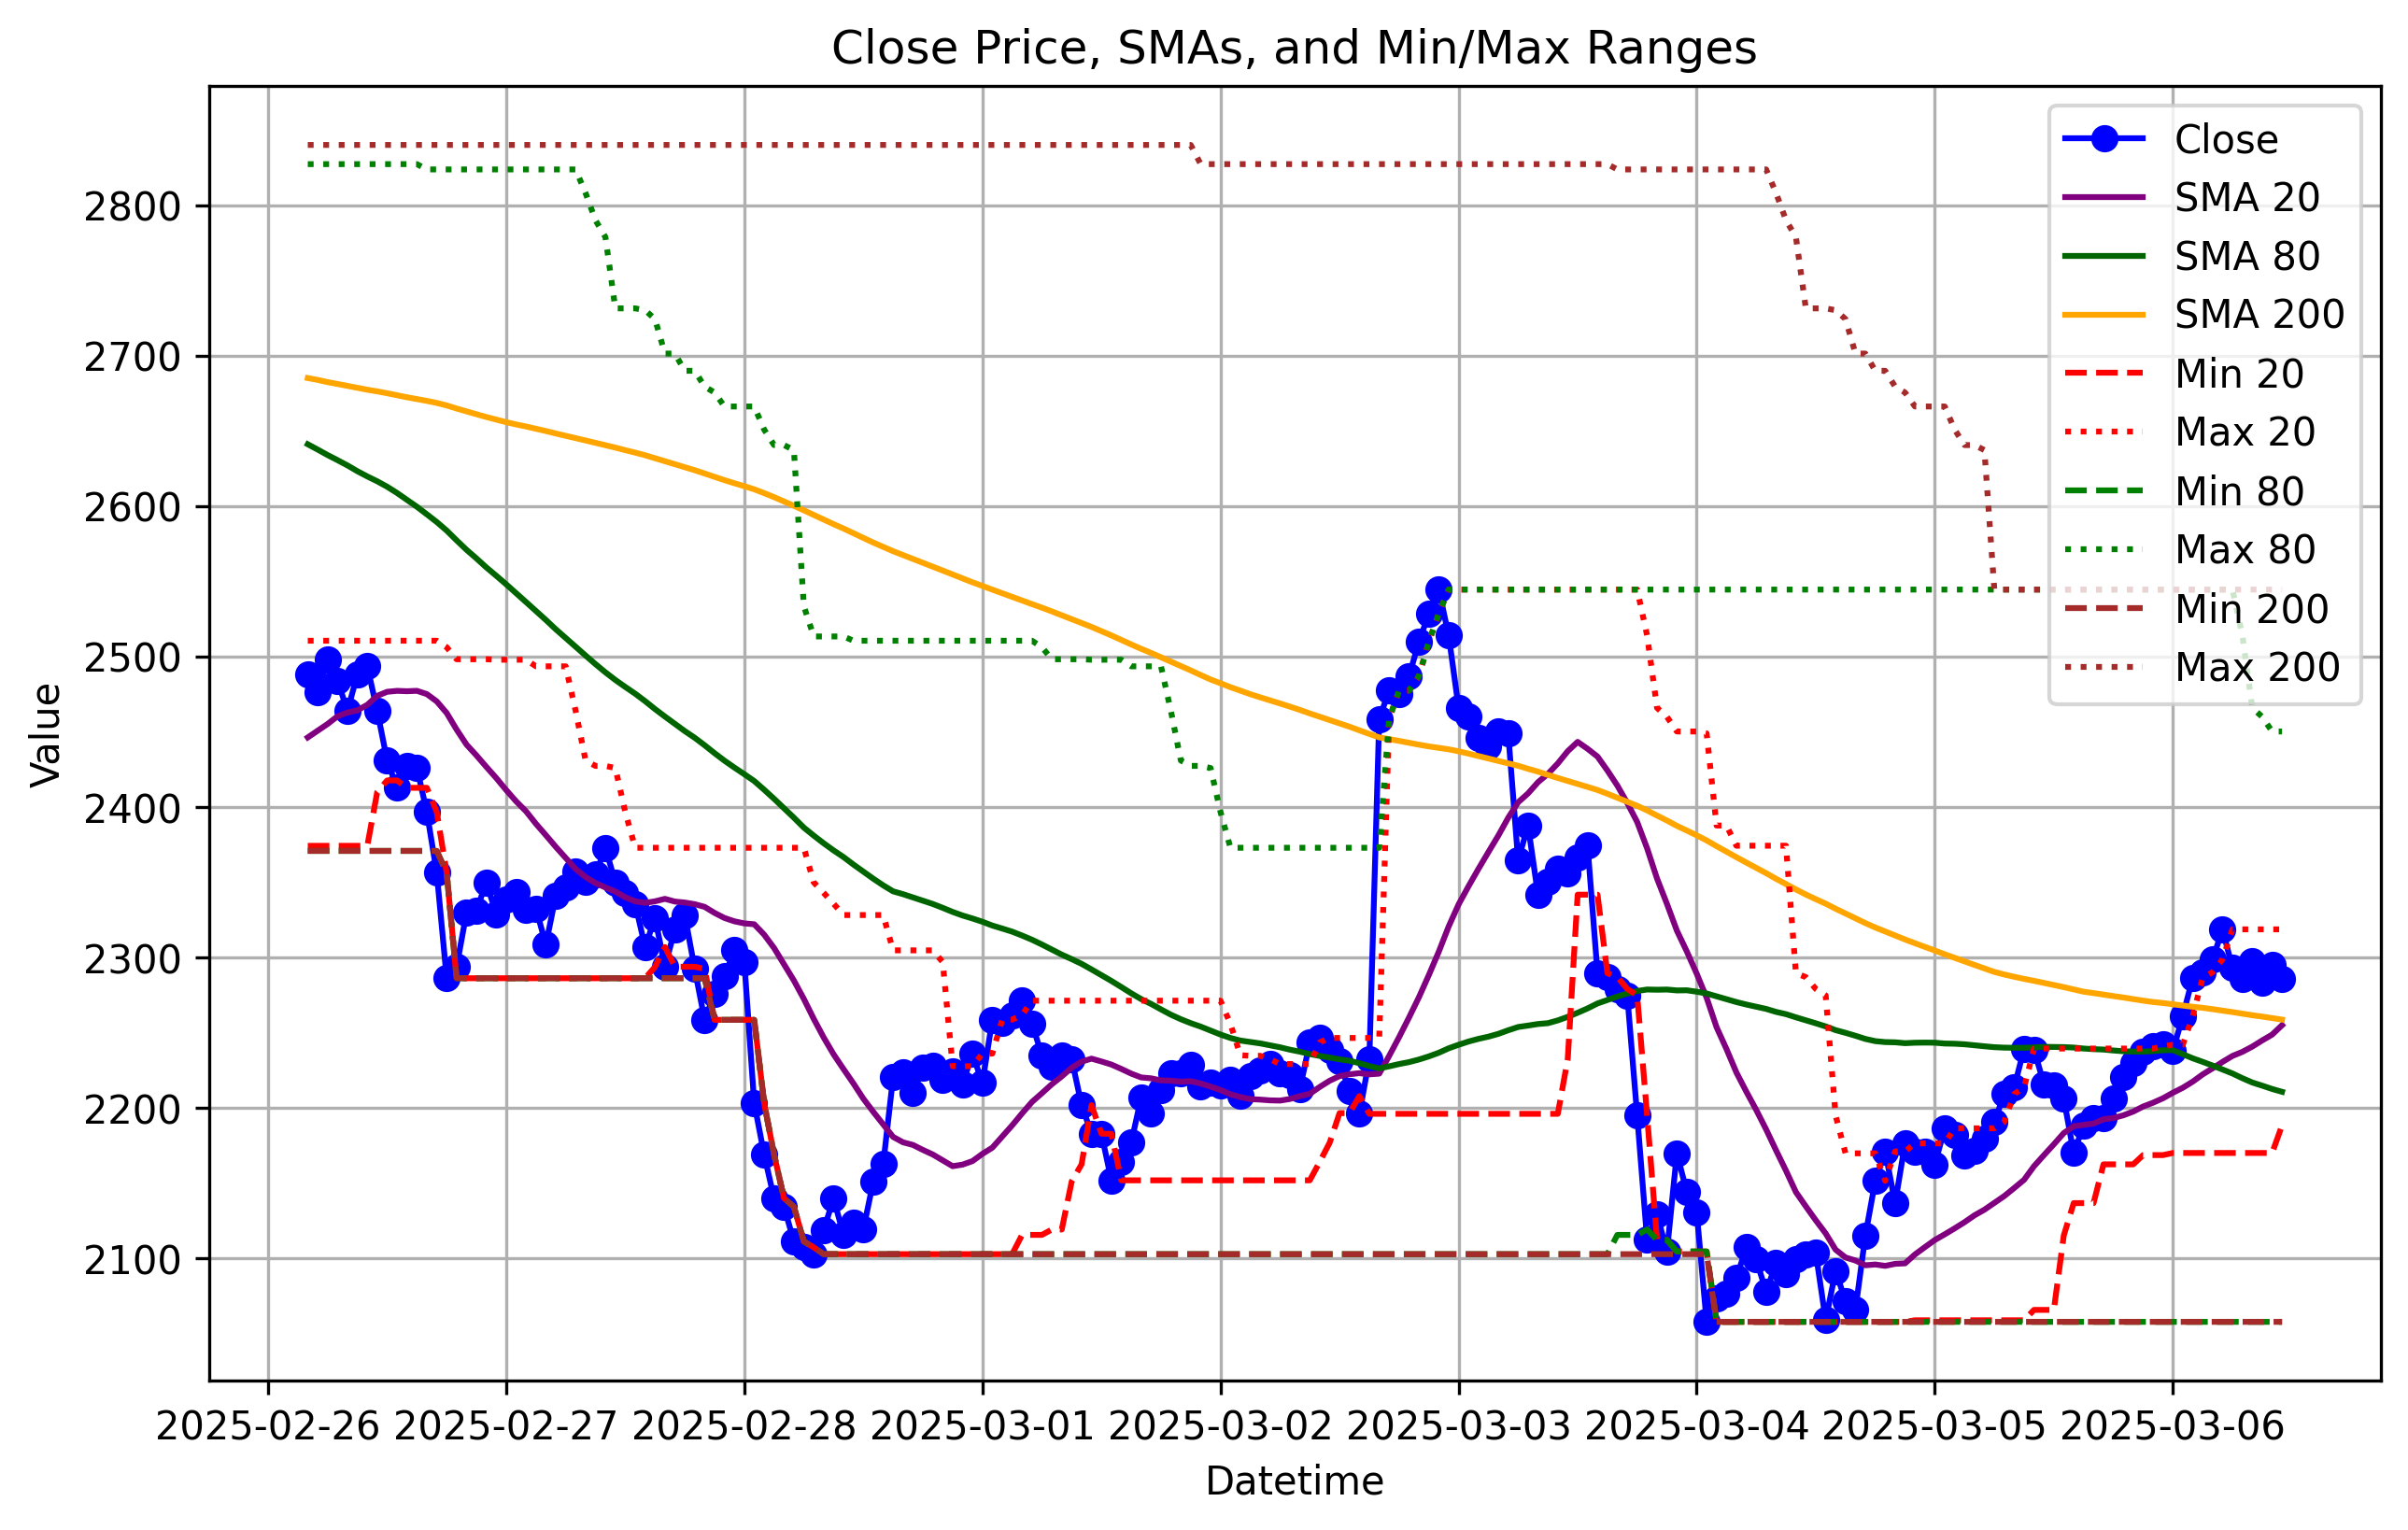 Close Price, SMAs, and Min/Max Ranges
Close
SMA 20
SMA 80
SMA 200
Min 20
Max 20
Min 80
Max 80
Min 200
Max 200
2800
2700
2600
2500
2400
2300
2200
2100
Value
2025-02-26 2025-02-27 2025-02-28 2025-03-01 2025-03-02 2025-03-03 2025-03-04 2025-03-05 2025-03-06
Datetime